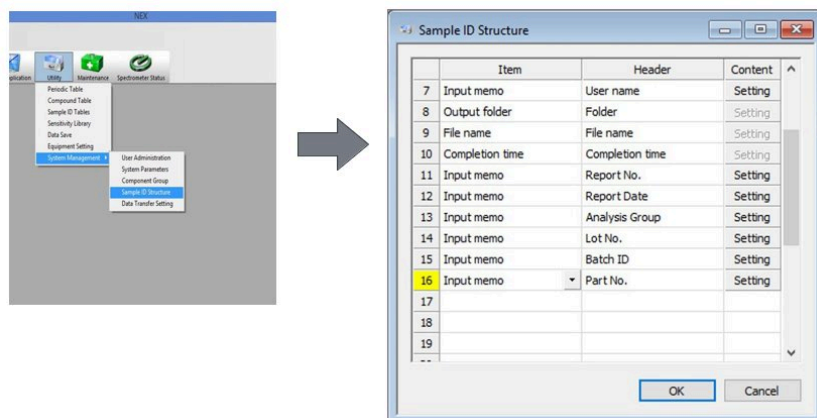 NEX
plication Utility Maintenance Spectrometer Status
Periodic Table
Compound Table
Sample ID Tables
Sensitivity Library
Data Save
Equipment Setting
System Management
User Administration
System Parameters
Component Group
Sample ID Structure
Data Transfer Setting
Sample ID Structure
Item Header Content
7 Input memo User name Setting
8 Output folder Folder Setting
9 File name File name Setting
10 Completion time Completion time Setting
11 Input memo Report No. Setting
12 Input memo Report Date Setting
13 Input memo Analysis Group Setting
14 Input memo Lot No. Setting
15 Input memo Batch ID Setting
16 Input memo Part No. Setting
17
18
19
OK Cancel